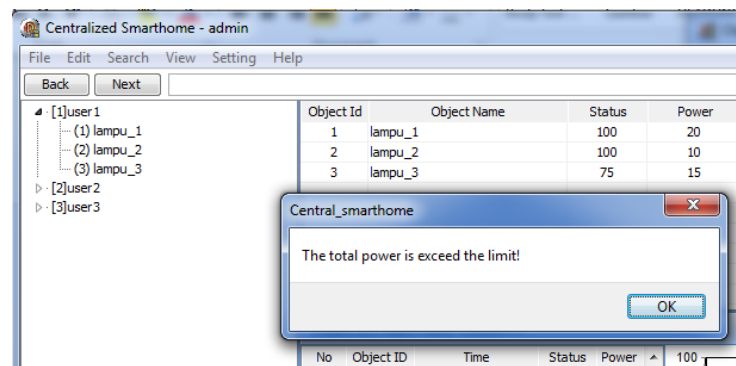 Centralized Smarthome - admin
File Edit Search View Setting Help
Back Next
[1]user1
(1) lampu_1
(2) lampu_2
(3) lampu_3
[2]user2
[3]user3
Object Id Object Name Status Power
1 lampu_1 100 20
2 lampu_2 100 10
3 lampu_3 75 15
Central_smarthome
The total power is exceed the limit!
OK
No Object ID Time Status Power
100